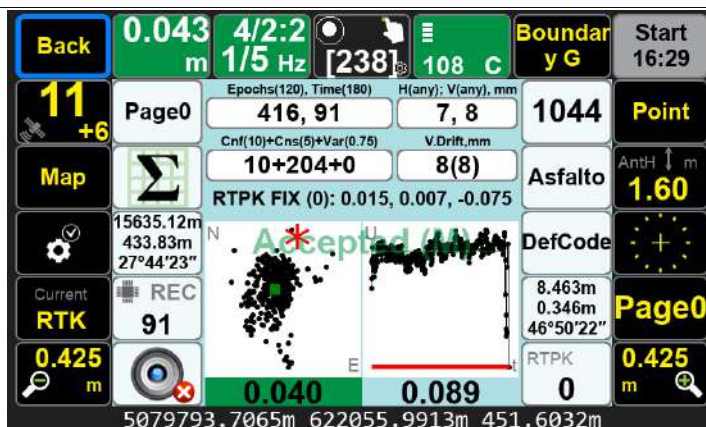 Back
0.043
m
4/2:2
1/5 Hz
[238]
108 C
Boundar
y G
Start
16:29
11
+6
Page0
Epochs(120), Time(180)
416, 91
H(any); V(any), mm
7, 8
1044
Point
Map
Σ
Cnf(10)+Cns(5)+Var(0.75)
10+204+0
V.Drift,mm
8(8)
RTPK FIX (0): 0.015, 0.007, -0.075
Asfalto
AntH m
1.60
15635.12m
433.83m
27°44'23"
N
Accepted (M)
U
E
t
DefCode
Current
RTK
REC
91
8.463m
0.346m
46°50'22"
Page0
0.425
m
0.040
0.089
RTPK
0
0.425
m
5079793.7065m 622055.9913m 451.6032m